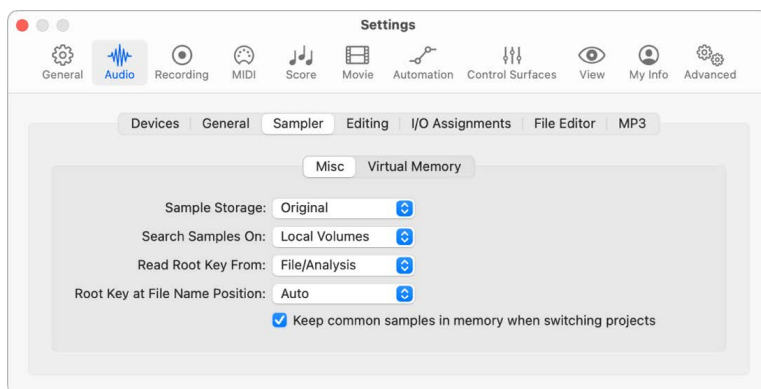 Settings
General Audio Recording MIDI Score Movie Automation Control Surfaces View My Info Advanced
Devices General Sampler Editing I/O Assignments File Editor MP3
Misc Virtual Memory
Sample Storage: Original
Search Samples On: Local Volumes
Read Root Key From: File/Analysis
Root Key at File Name Position: Auto
Keep common samples in memory when switching projects